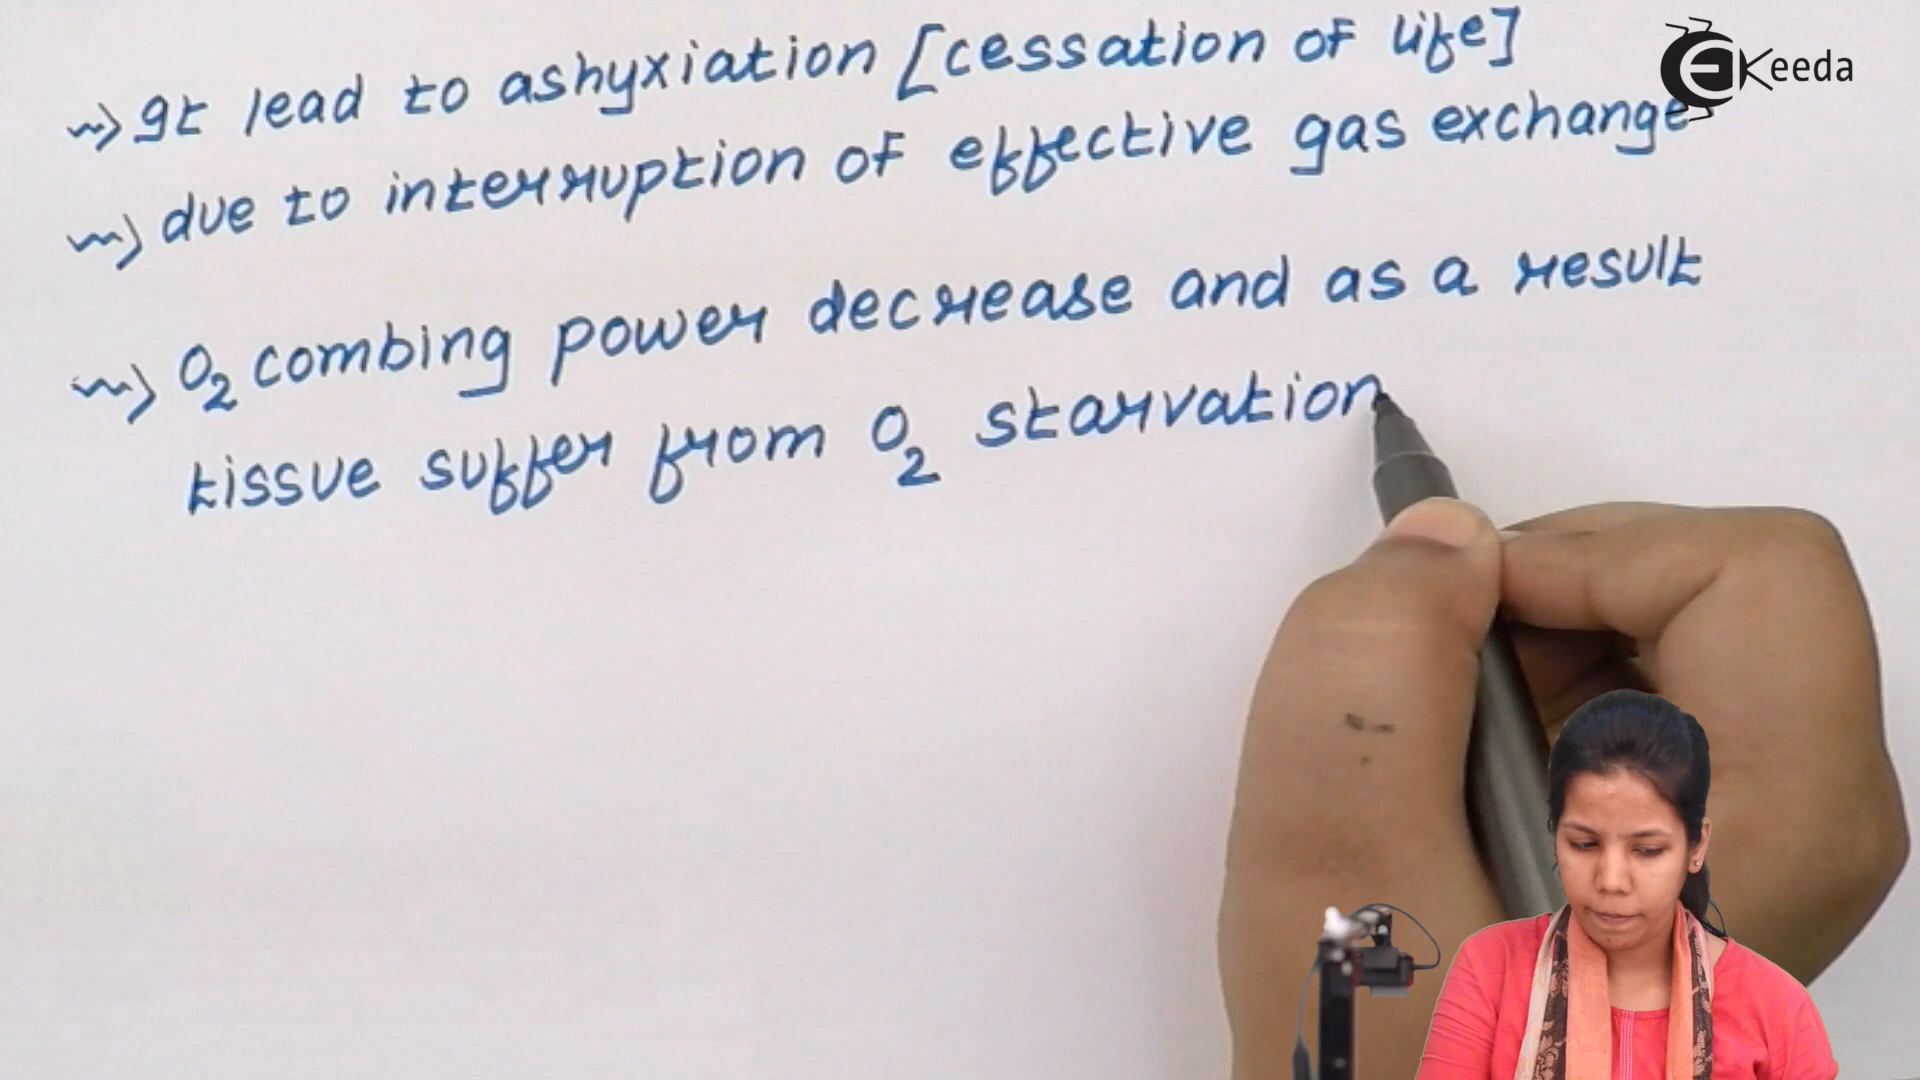 ⇝ It lead to ashyxiation [cessation of life]
⇝ due to interruption of effective gas exchange
⇝ O₂ combing power decrease and as a result
tissue suffer from O₂ starvation
EKeeda